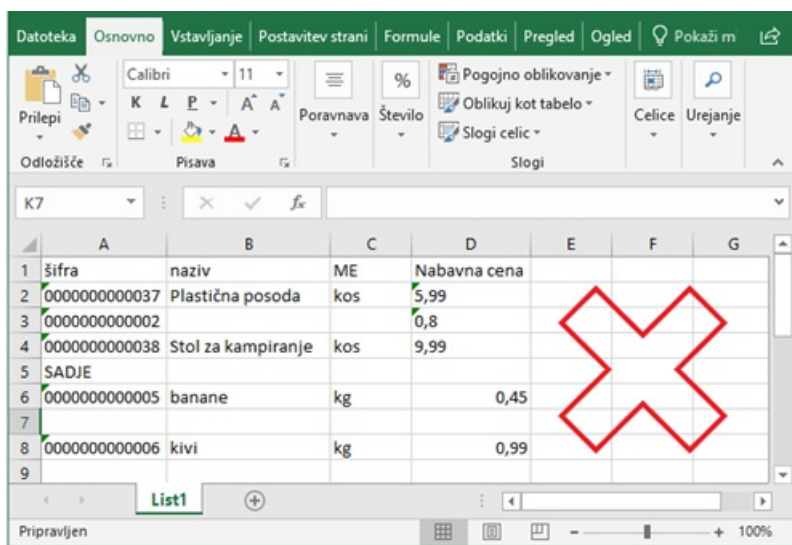 Datoteka Osnovno Vstavljanje Postavitev strani Formule Podatki Pregled Ogled Pokaži m
Calibri 11 % Pogojno oblikovanje
Prilepi K L P A A Poravnava Število Oblikuj kot tabelo Celice Urejanje
A Slogi celic
Odložišče Pisava Slogi
K7 fx
A B C D E F G
1 šifra naziv ME Nabavna cena
2 0000000000037 Plastična posoda kos 5,99
3 0000000000002 0,8
4 0000000000038 Stol za kampiranje kos 9,99
5 SADJE
6 0000000000005 banane kg 0,45
7
8 0000000000006 kivi kg 0,99
9
List1
Pripravljen 100%